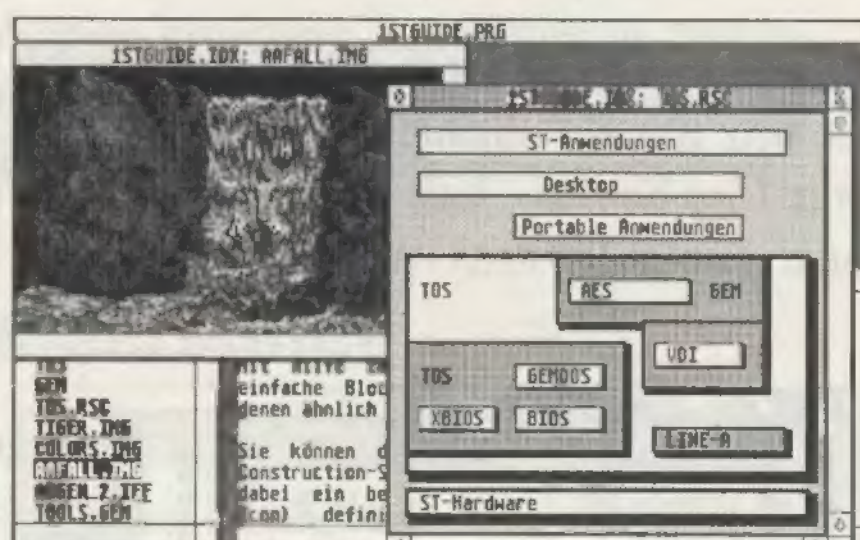 1STGUIDE.PRG
1STGUIDE.IDX: AAFALL.IMG
ST-Anwendungen
Desktop
Portable Anwendungen
TOS
AES
GEM
VDI
TOS
GEMDOS
XBIOS
BIOS
LINE-A
ST-Hardware
GEM
TOS.RSC
TIGER.IMG
COLORS.IMG
AAFALL.IMG
TOOLS.GEM
einfache
denen ähnlich
Sie können
Construction-S
dabei ein be
defini